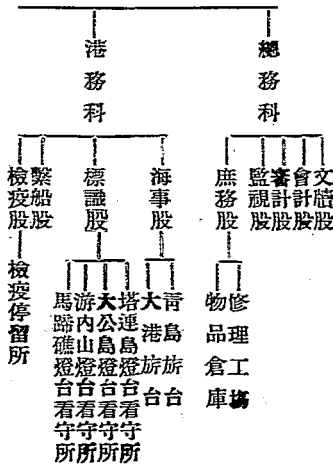 總務科
文牘股
會計股
審計股
監視股
庶務股
修理工場
物品倉庫
港務科
海事股
青島旂台
大港旂台
標識股
塔連島燈台看守所
大公島燈台看守所
游內山燈台看守所
馬蹄礁燈台看守所
繫船股
檢疫股
檢疫停留所